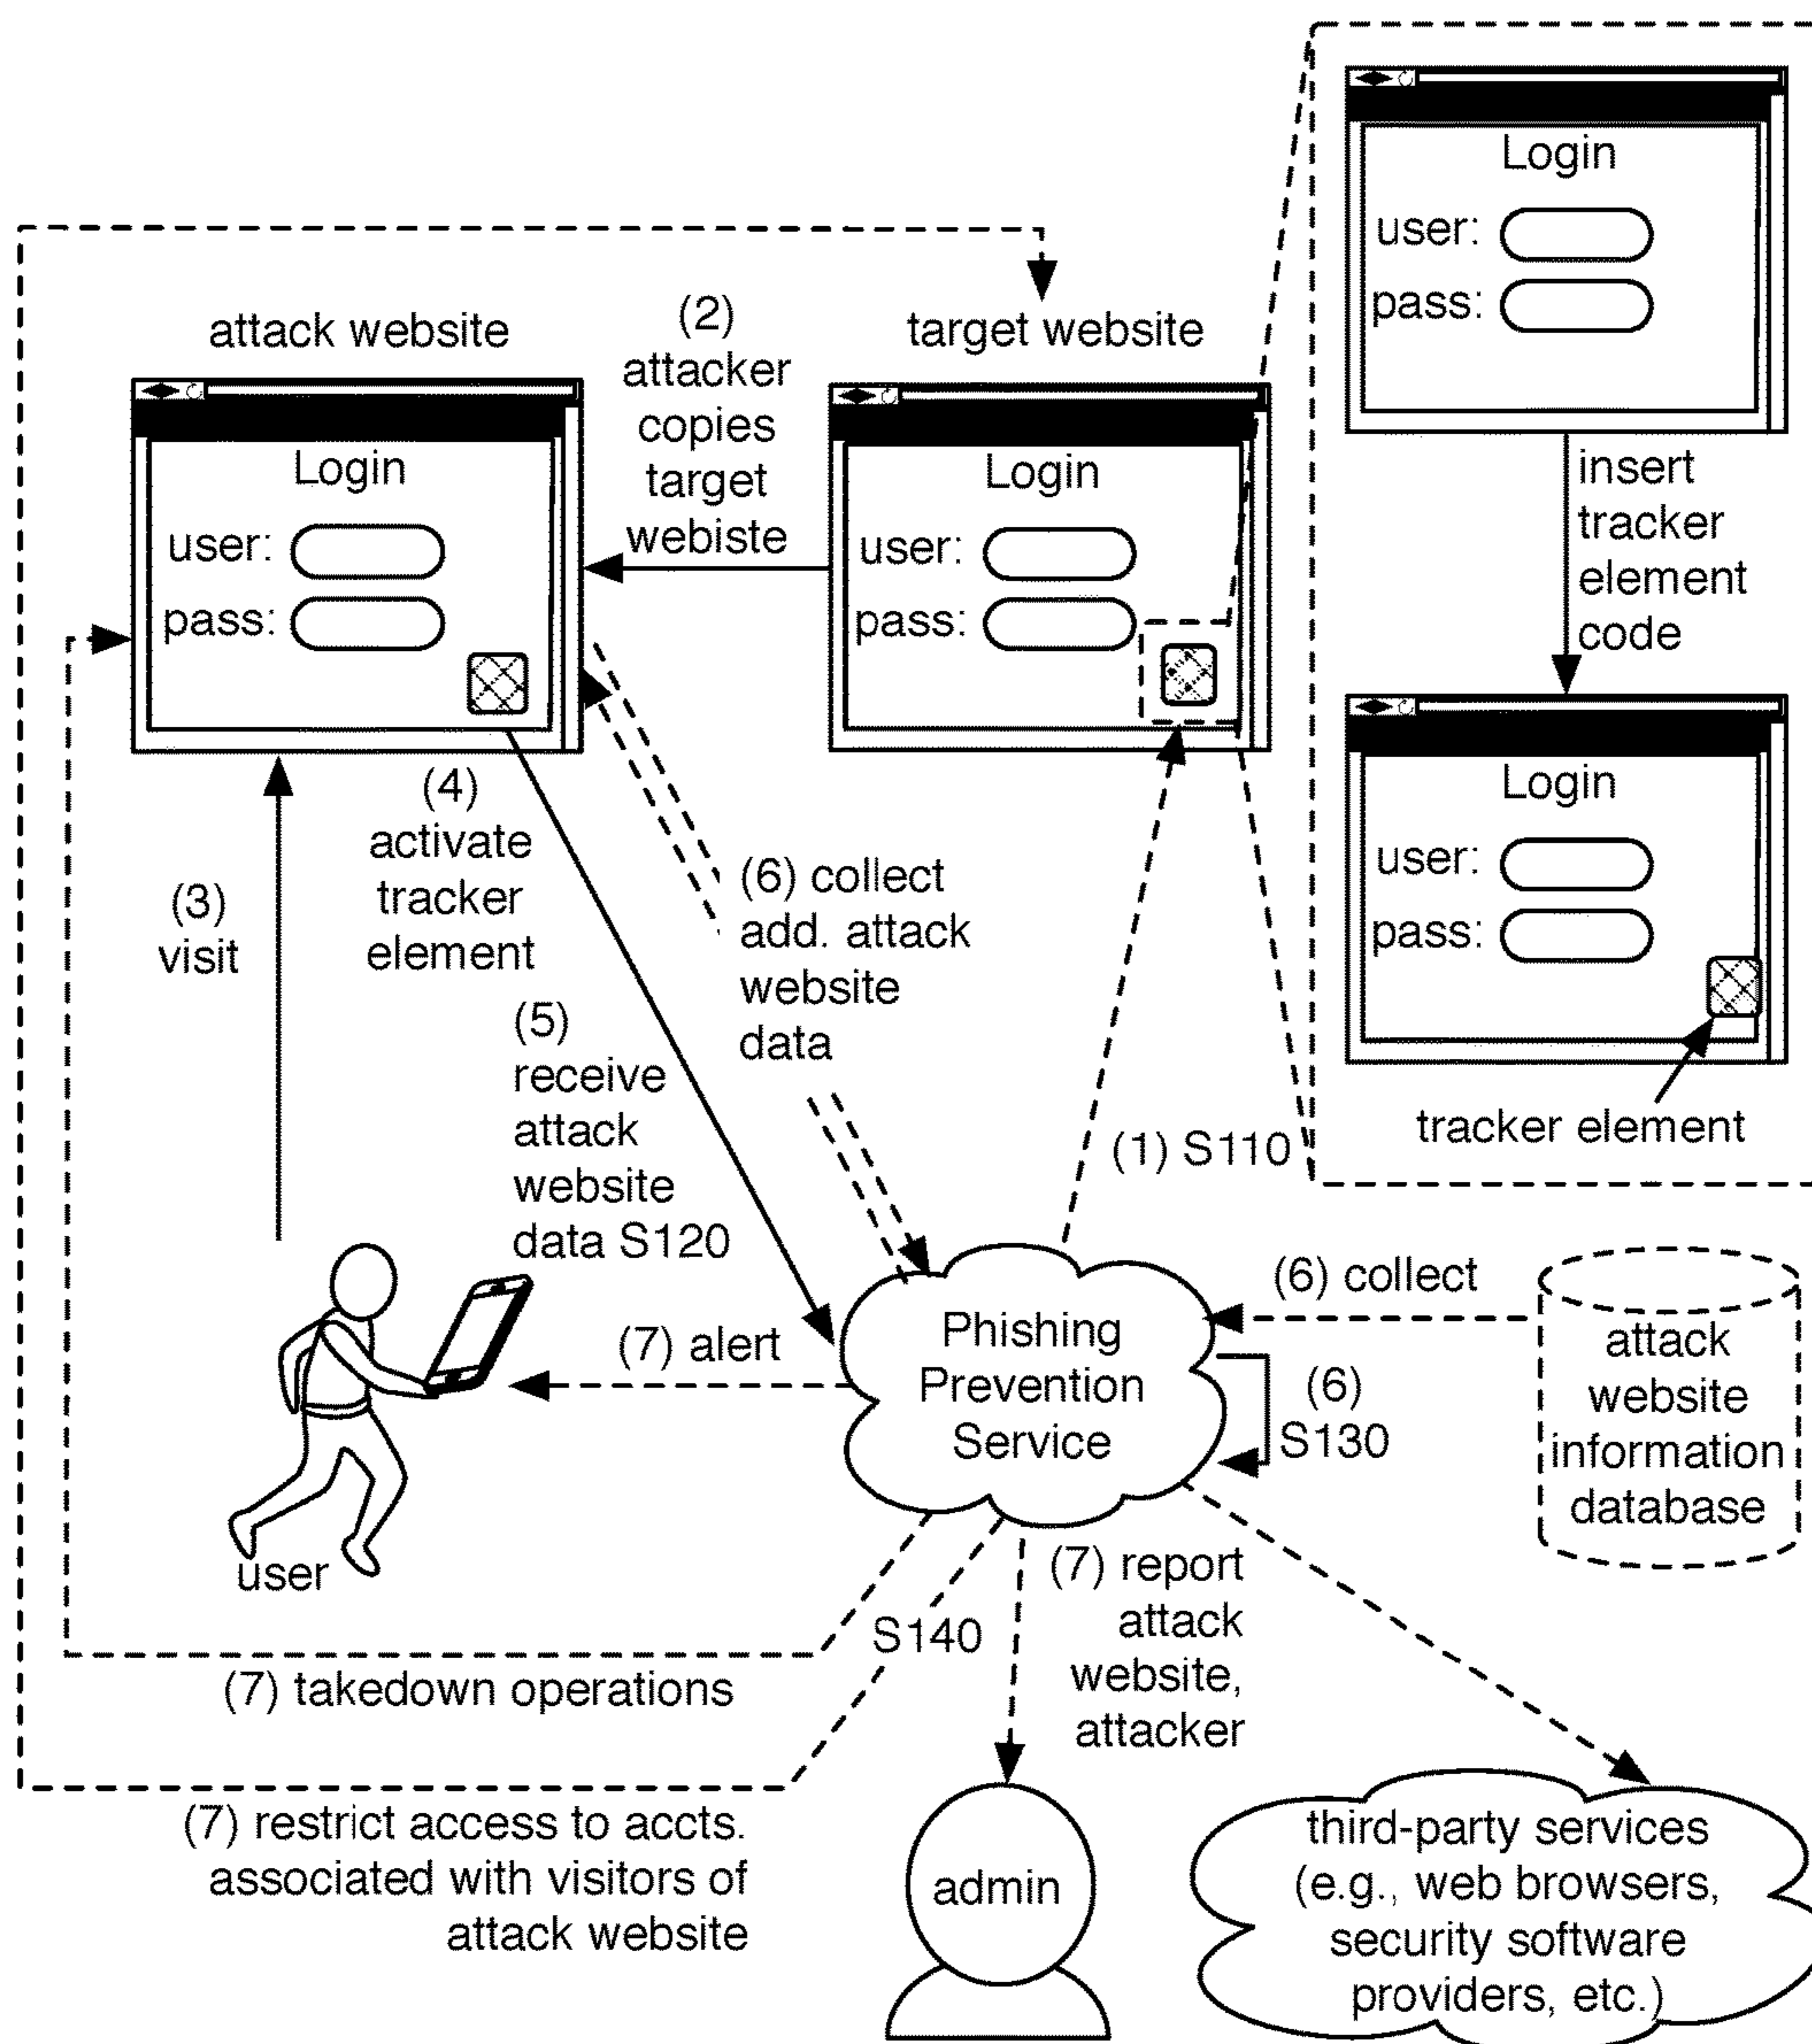 Login
user:
pass:
insert
tracker
element
code
Login
user:
pass:
tracker element
attack website
Login
user:
pass:
(2)
attacker
copies
target
webiste
target website
Login
user:
pass:
(3)
visit
(4)
activate
tracker
element
(5)
receive
attack
website
data S120
(6) collect
add. attack
website
data
(1) S110
user
(7) alert
Phishing
Prevention
Service
(6) collect
(6)
S130
attack
website
information
database
S140
(7) takedown operations
(7) restrict access to accts.
associated with visitors of
attack website
(7) report
attack
website,
attacker
admin
third-party services
(e.g., web browsers,
security software
providers, etc.)